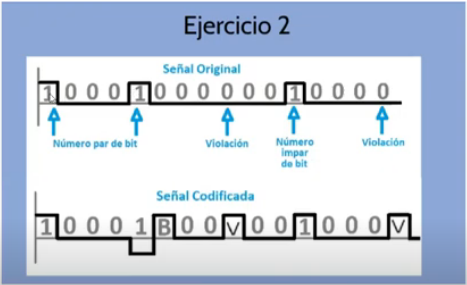 Ejercicio 2
Señal Original
1 0 0 0 1 0 0 0 0 0 0 1 0 0 0 0
Número par de bit
Violación
Número
impar
de bit
Violación
Señal Codificada
1 0 0 0 1 B 0 0 V 0 0 1 0 0 0 V